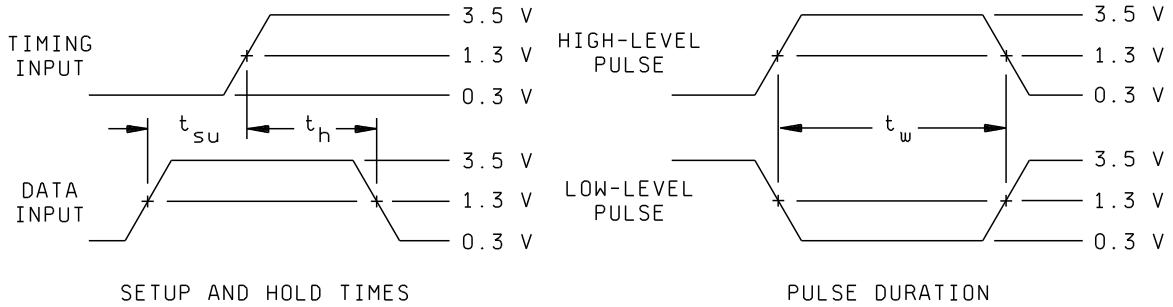 TIMING
INPUT
3.5 V
1.3 V
0.3 V
t_su
t_h
DATA
INPUT
3.5 V
1.3 V
0.3 V
SETUP AND HOLD TIMES
HIGH-LEVEL
PULSE
3.5 V
1.3 V
0.3 V
t_w
LOW-LEVEL
PULSE
3.5 V
1.3 V
0.3 V
PULSE DURATION